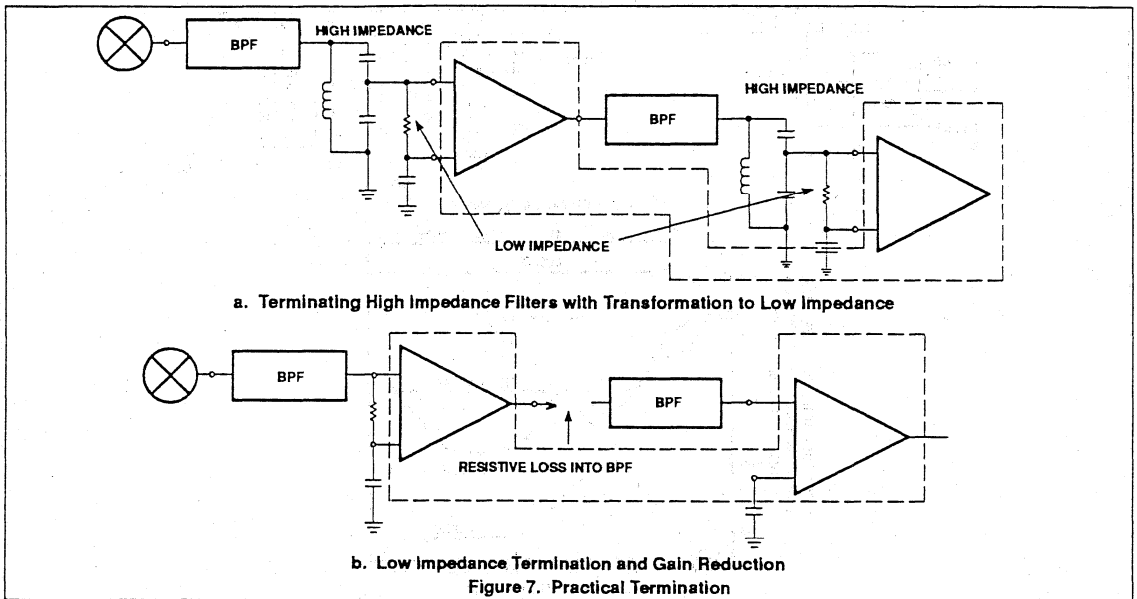 HIGH IMPEDANCE
BPF
BPF
HIGH IMPEDANCE
LOW IMPEDANCE
a. Terminating High Impedance Filters with Transformation to Low Impedance
BPF
BPF
RESISTIVE LOSS INTO BPF
b. Low Impedance Termination and Gain Reduction
Figure 7. Practical Termination